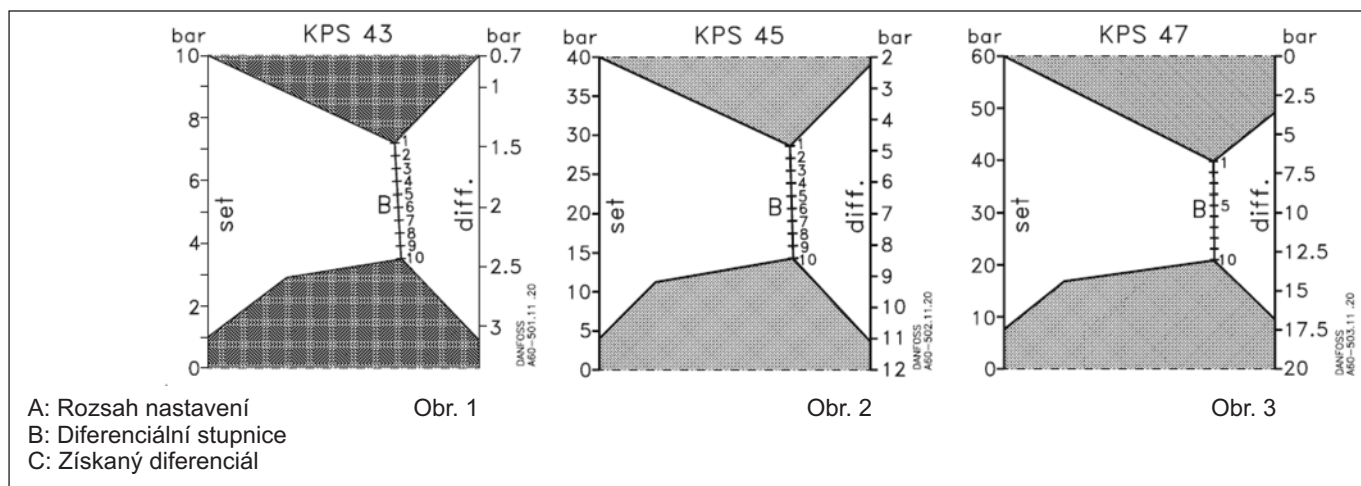 bar KPS 43 bar
10
8
6
4
2
0
set
1
2
3
4
5
6
7
8
9
10
B
diff.
0.7
1
1.5
2
2.5
3
DANFOSS
A60-501.11 .20
bar KPS 45 bar
40
35
30
25
20
15
10
5
0
set
1
2
3
4
5
6
7
8
9
10
B
diff.
2
3
4
5
6
7
8
9
10
11
12
DANFOSS
A60-502.11.20
bar KPS 47 bar
60
50
40
30
20
10
0
set
1
5
10
B
diff.
0
2.5
5
7.5
10
12.5
15
17.5
20
DANFOSS
A60-503.11.20
A: Rozsah nastavení
B: Diferenciální stupnice
C: Získaný diferenciál
Obr. 1
Obr. 2
Obr. 3